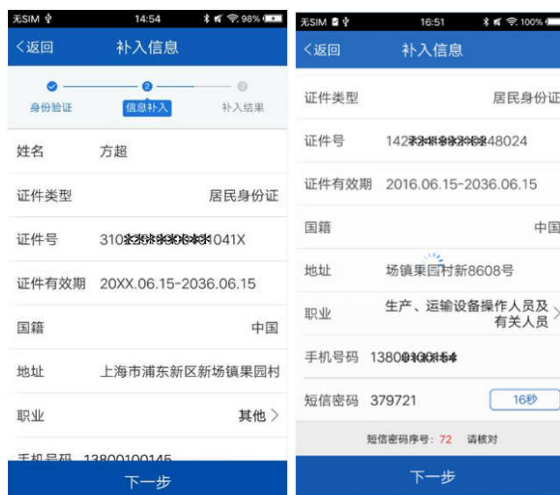 无SIM
14:54
98%
<返回
补入信息
2
身份验证
信息补入
补入结果
姓名
方超
证件类型
居民身份证
证件号
310***********1041X
证件有效期
20XX.06.15-2036.06.15
国籍
中国
地址
上海市浦东新区新场镇果园村
职业
其他 >
手机号码
13800100145
下一步
无SIM
16:51
100%
<返回
补入信息
证件类型
居民身份证
证件号
142**********248024
证件有效期
2016.06.15-2036.06.15
国籍
中国
地址
场镇果园村新8608号
职业
生产、运输设备操作人员及
有关人员 >
手机号码
短信密码
379721
16秒
短信密码序号：72 请核对
下一步